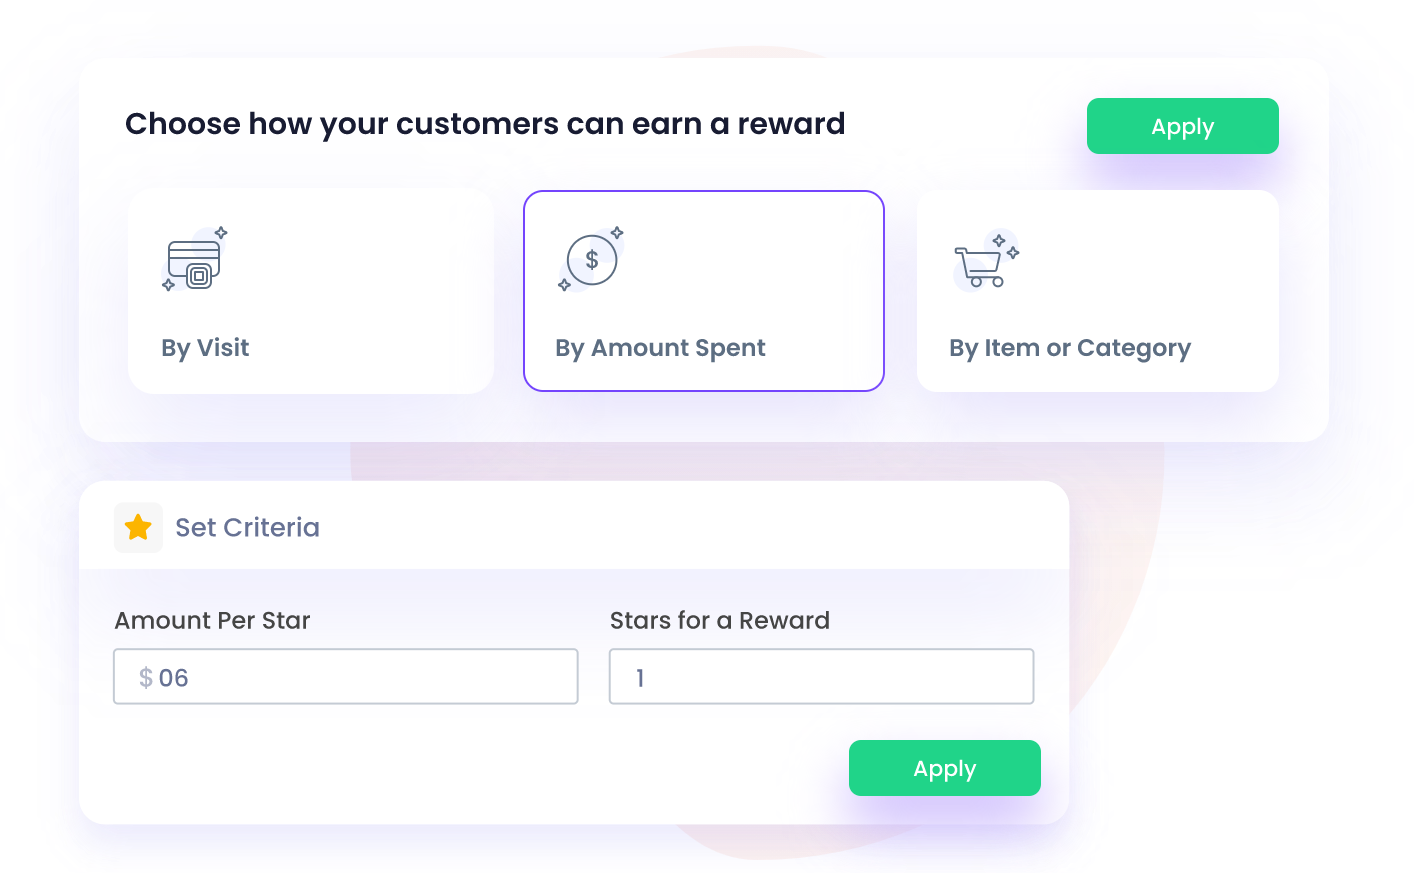 Choose how your customers can earn a reward
Apply
$
By Visit
By Amount Spent
By Item or Category
Set Criteria
Amount Per Star
Stars for a Reward
$ 06
1
Apply